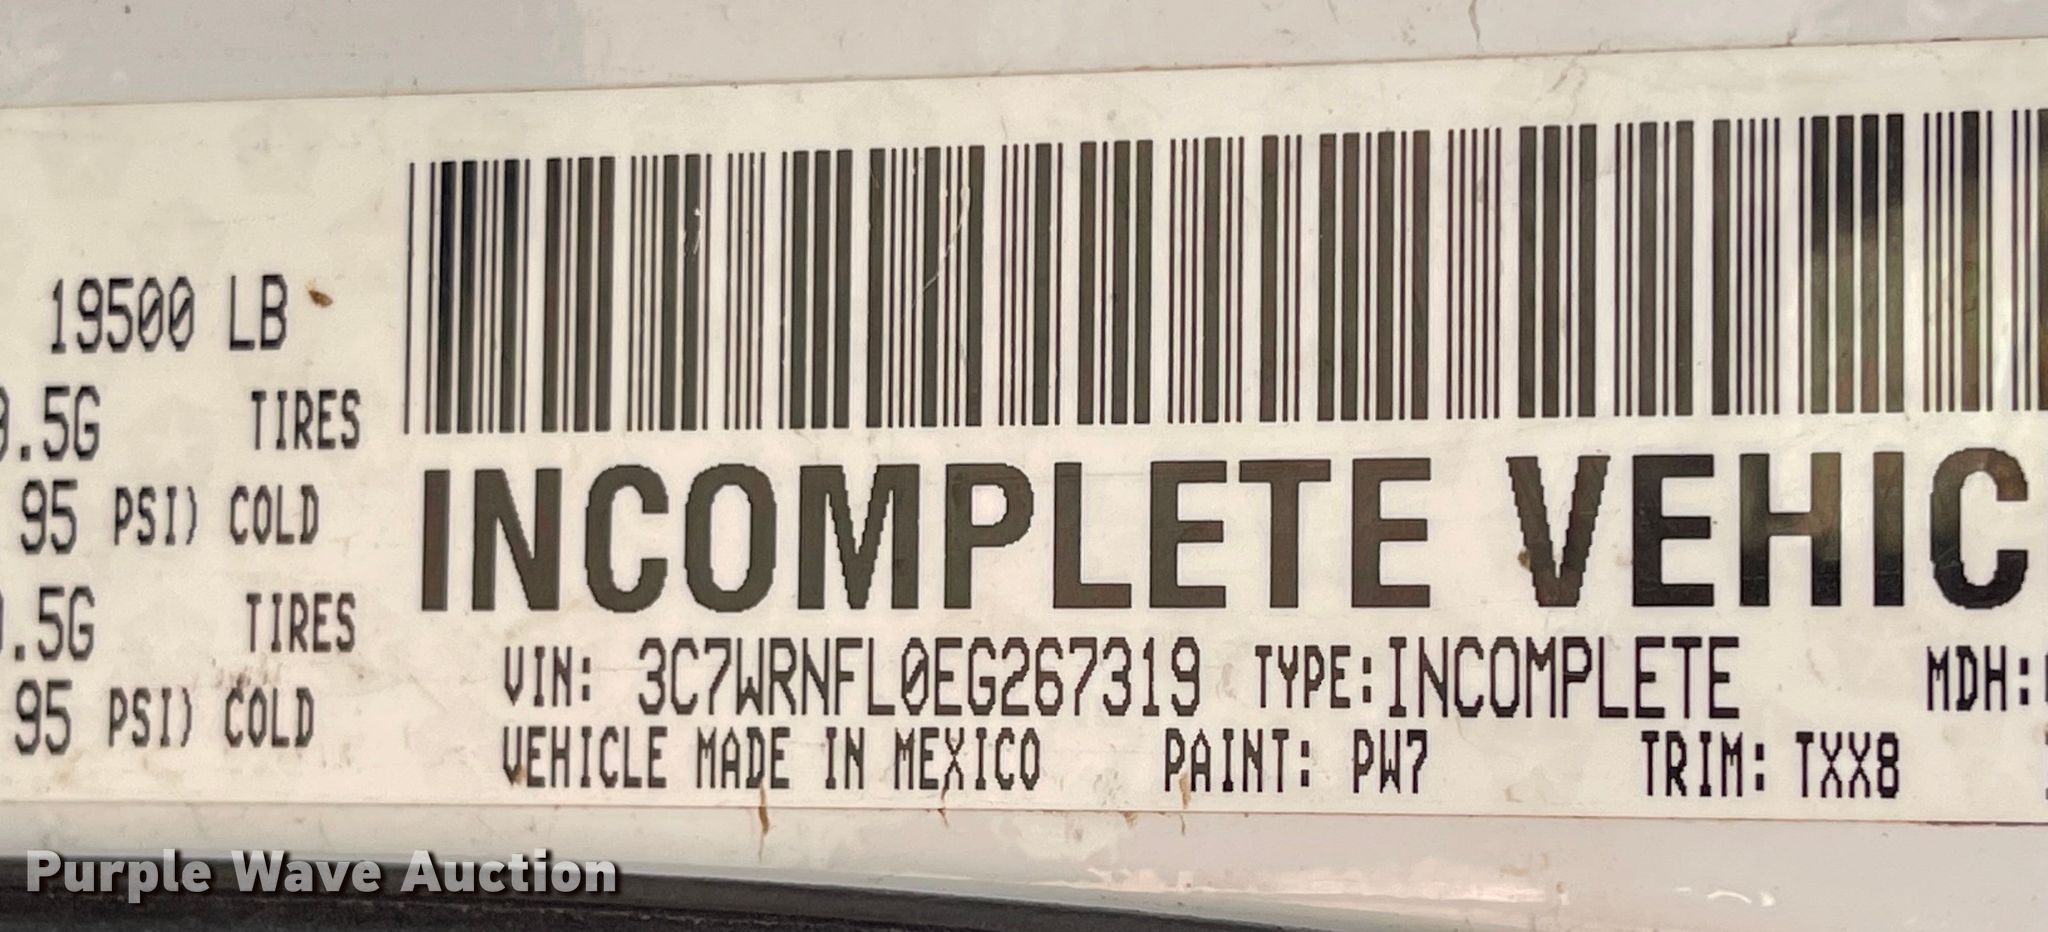 19500 LB
.5G TIRES
95 PSI) COLD
.5G TIRES
95 PSI) COLD
INCOMPLETE VEHIC
VIN: 3C7WRNFL0EG267319 TYPE:INCOMPLETE MDH:
VEHICLE MADE IN MEXICO PAINT: PW7 TRIM: TXX8
Purple Wave Auction